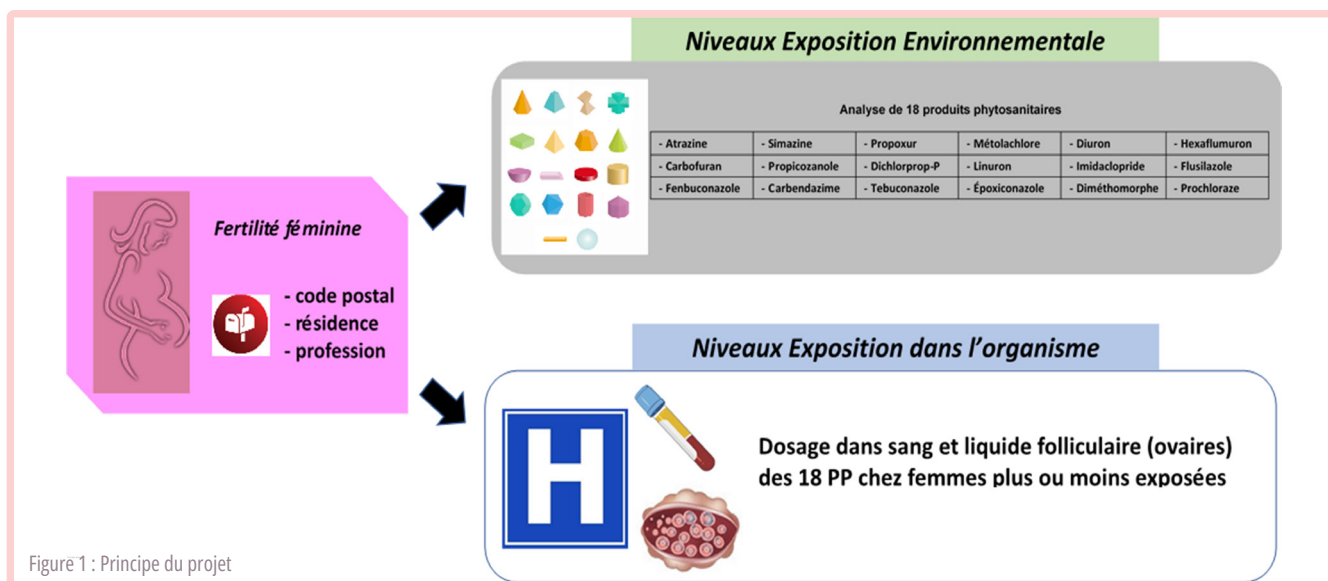 Niveaux Exposition Environnementale
Analyse de 18 produits phytosanitaires
- Atrazine - Simazine - Propoxur - Métolachlore - Diuron - Hexaflumuron
- Carbofuran - Propicozanole - Dichlorprop-P - Linuron - Imidaclopride - Flusilazole
- Fenbuconazole - Carbendazime - Tebuconazole - Époxiconazole - Diméthomorphe - Prochloraze
Fertilité féminine
- code postal
- résidence
- profession
Niveaux Exposition dans l'organisme
H
Dosage dans sang et liquide folliculaire (ovaires)
des 18 PP chez femmes plus ou moins exposées
Figure 1 : Principe du projet